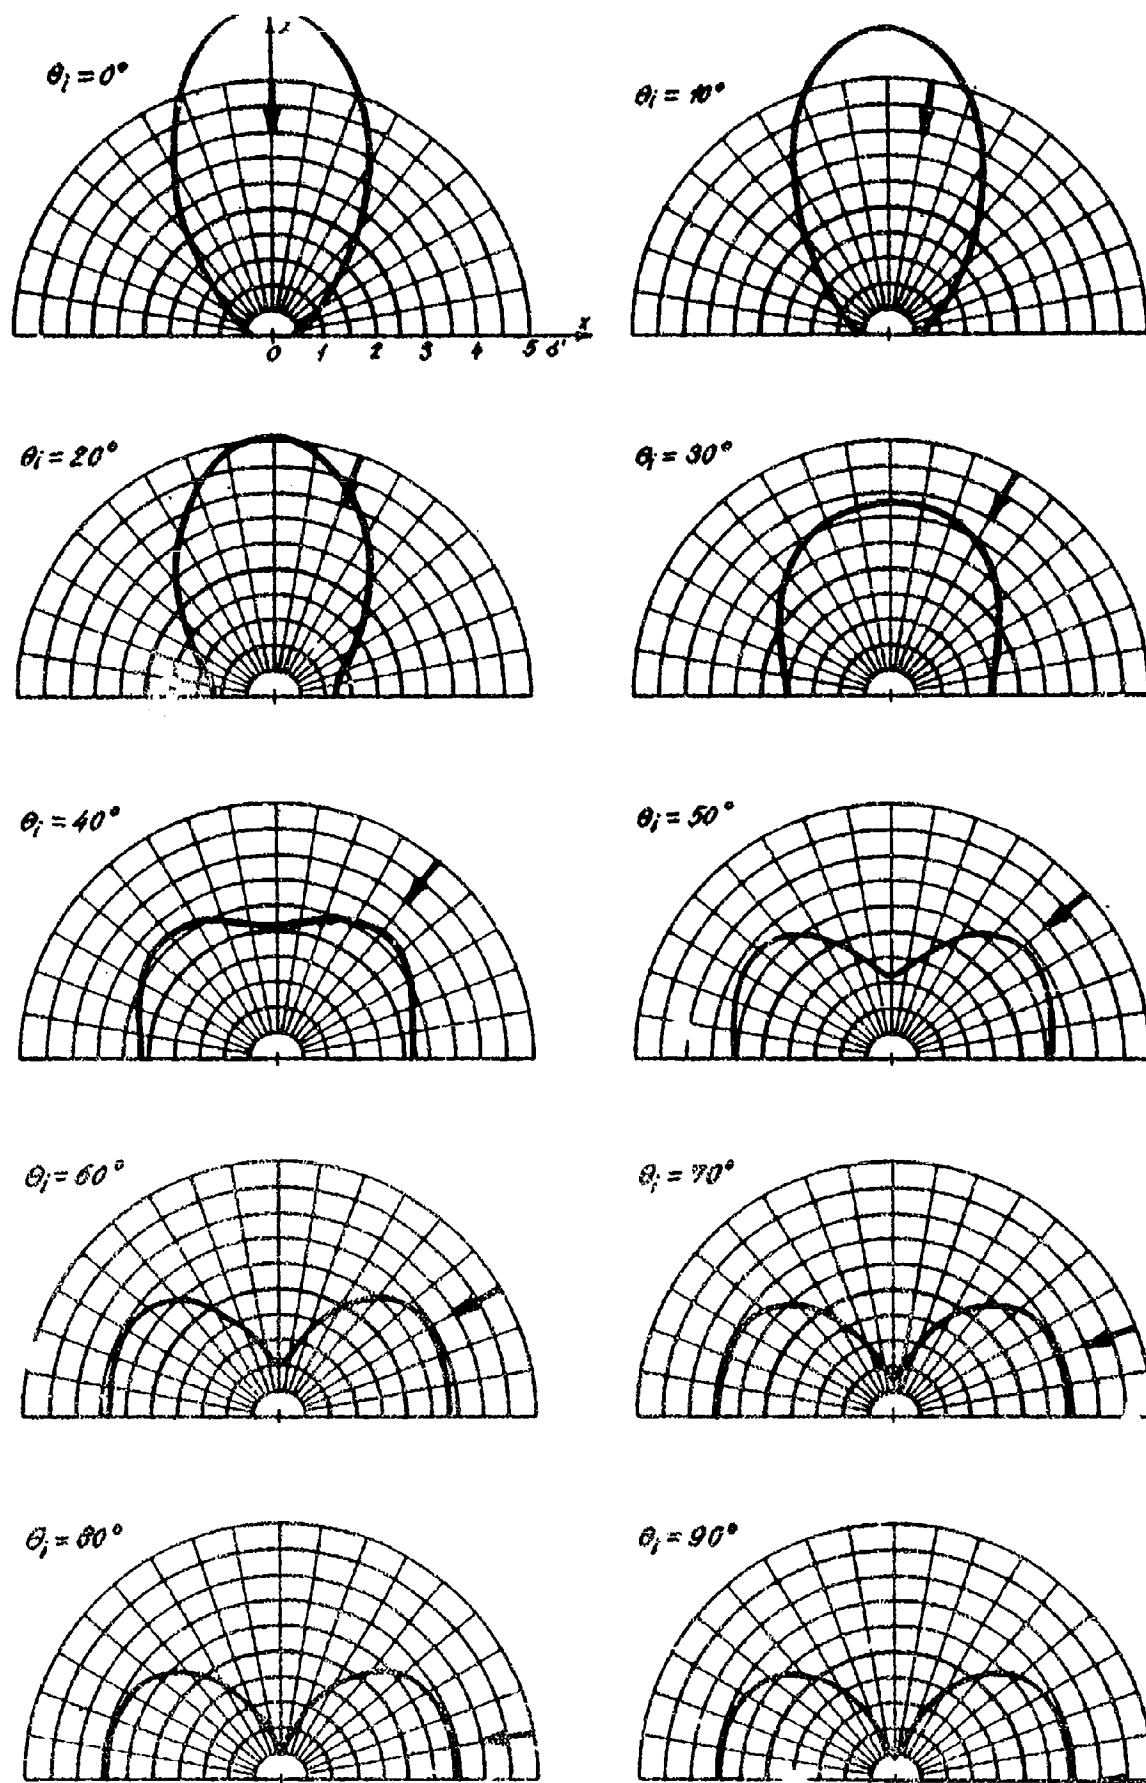 z
θi = 0°
θi = 10°
x
0 1 2 3 4 5 σ'
θi = 20°
θi = 30°
θi = 40°
θi = 50°
θi = 60°
θi = 70°
θi = 80°
θi = 90°